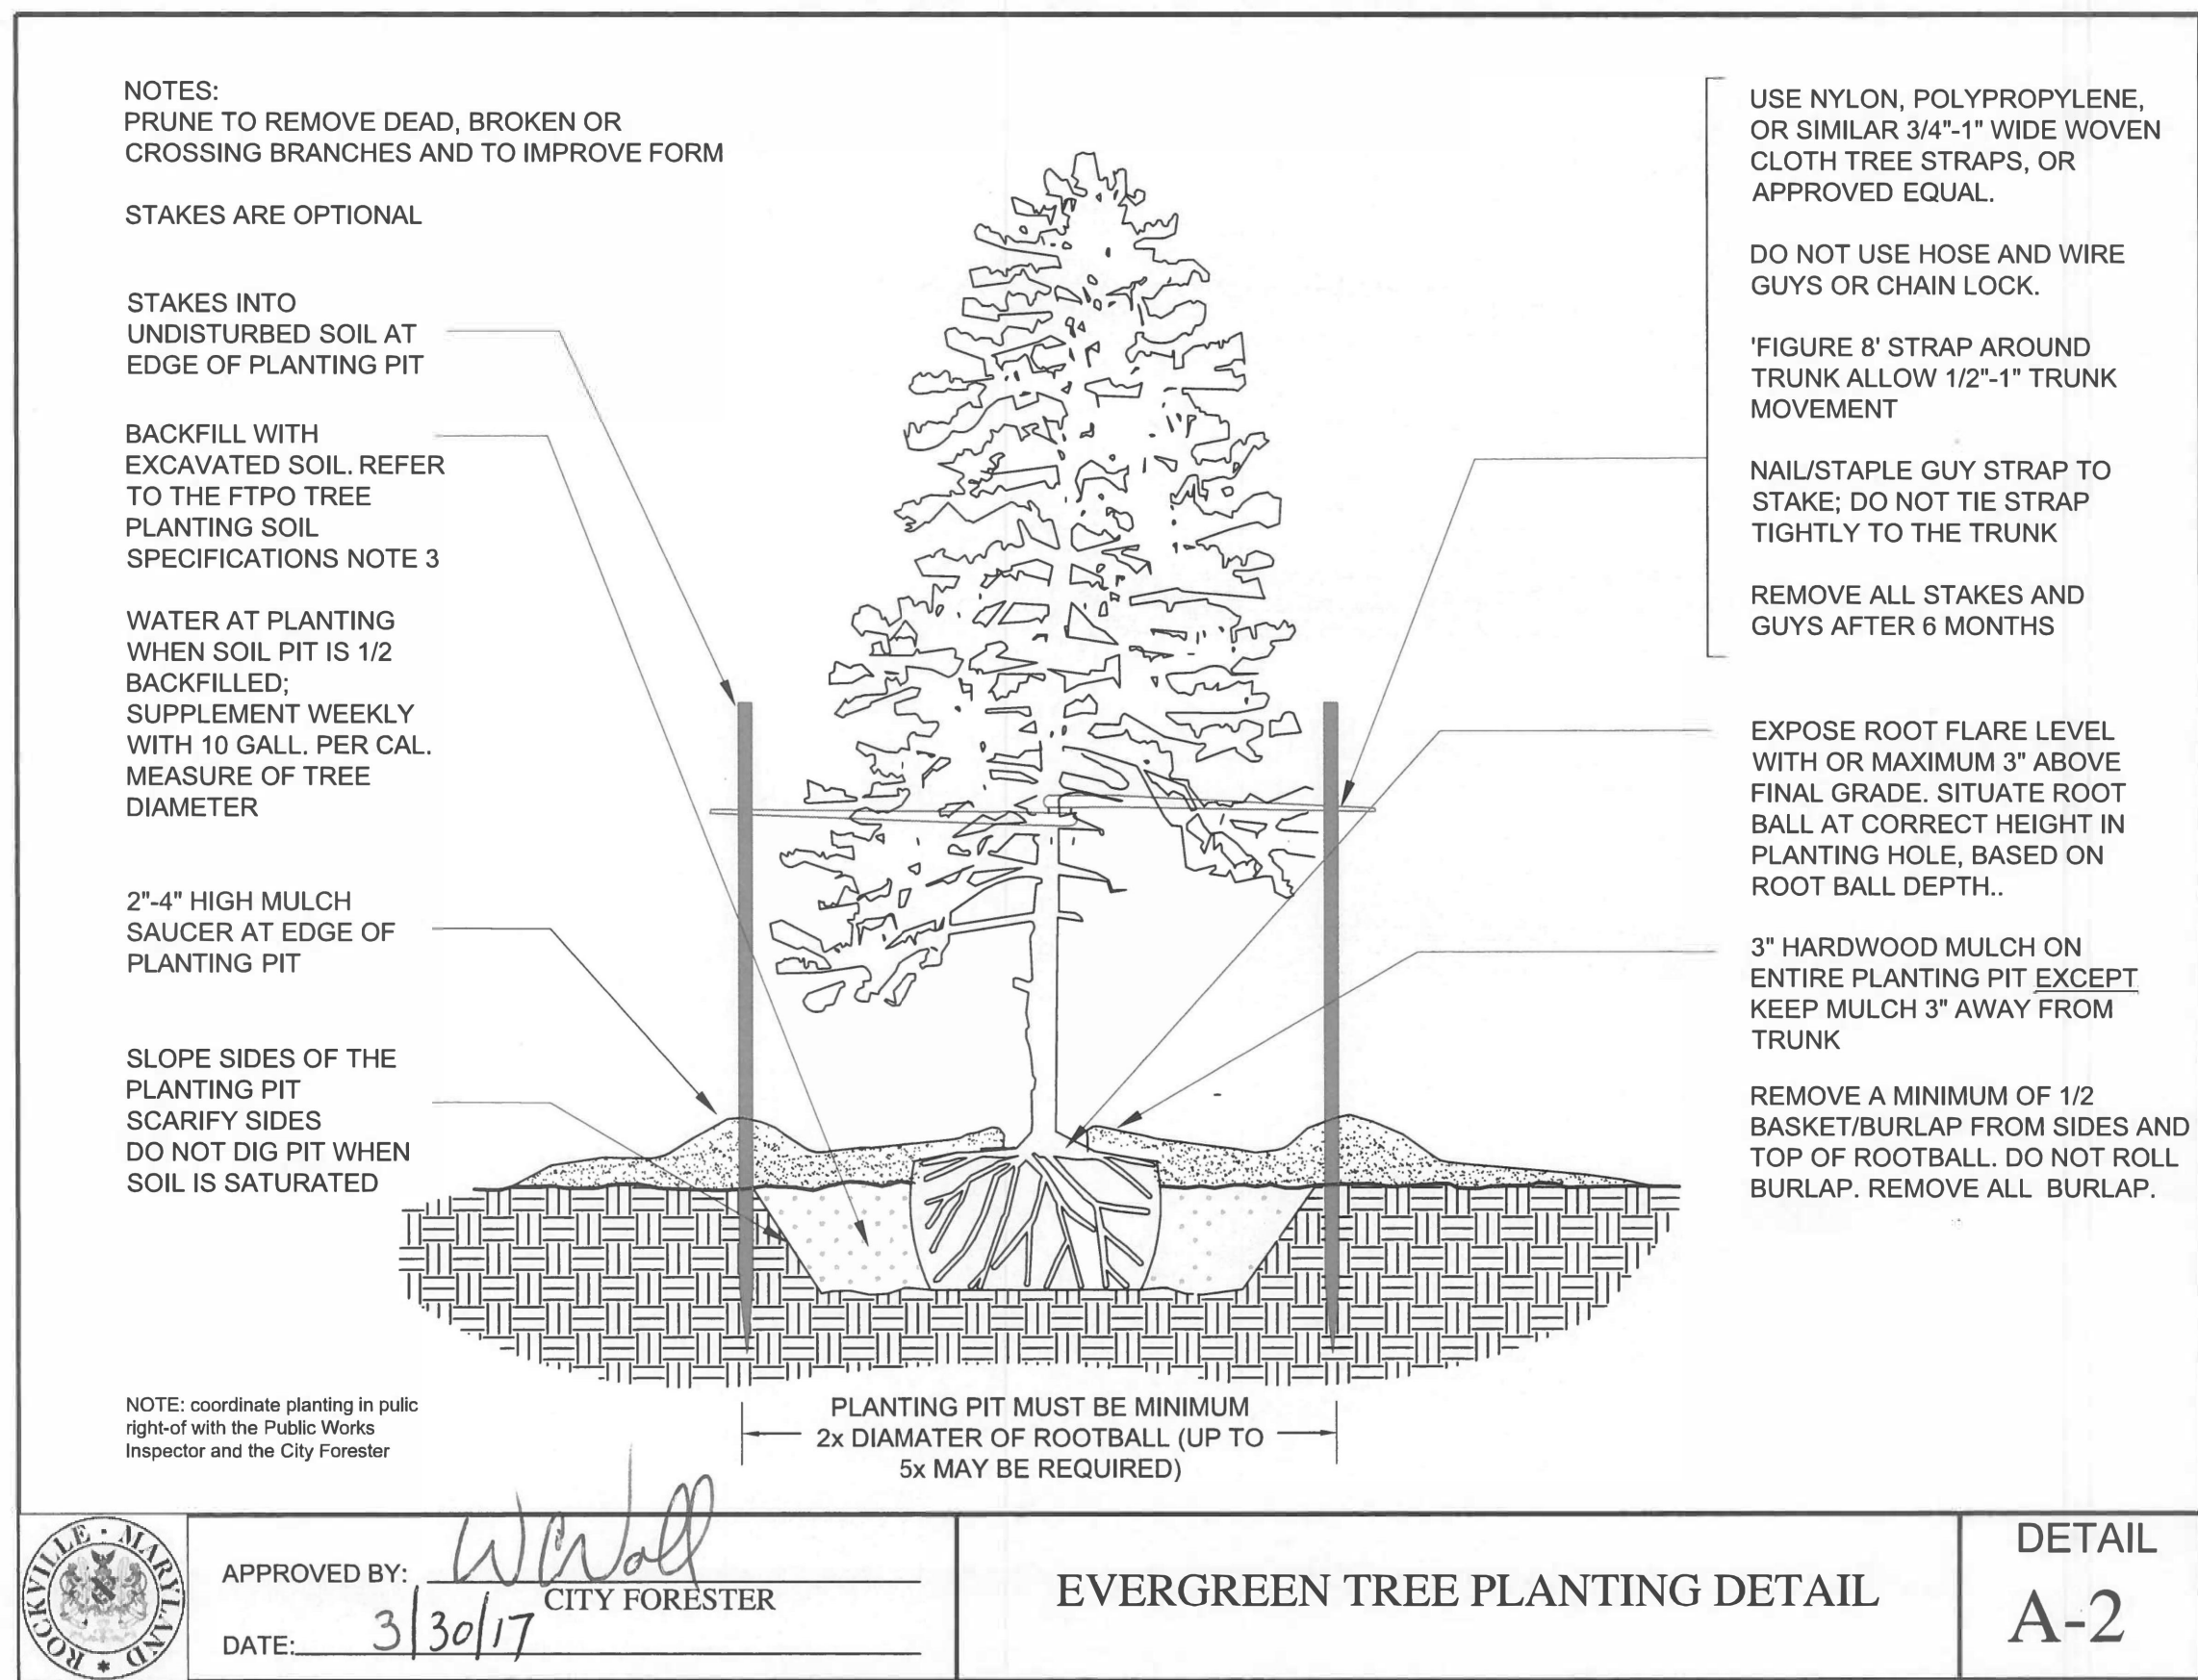 NOTES:
PRUNE TO REMOVE DEAD, BROKEN OR
CROSSING BRANCHES AND TO IMPROVE FORM
STAKES ARE OPTIONAL
STAKES INTO
UNDISTURBED SOIL AT
EDGE OF PLANTING PIT
BACKFILL WITH
EXCAVATED SOIL. REFER
TO THE FTPO TREE
PLANTING SOIL
SPECIFICATIONS NOTE 3
WATER AT PLANTING
WHEN SOIL PIT IS 1/2
BACKFILLED;
SUPPLEMENT WEEKLY
WITH 10 GALL. PER CAL.
MEASURE OF TREE
DIAMETER
2"-4" HIGH MULCH
SAUCER AT EDGE OF
PLANTING PIT
SLOPE SIDES OF THE
PLANTING PIT
SCARIFY SIDES
DO NOT DIG PIT WHEN
SOIL IS SATURATED
NOTE: coordinate planting in pulic
right-of with the Public Works
Inspector and the City Forester
USE NYLON, POLYPROPYLENE,
OR SIMILAR 3/4"-1" WIDE WOVEN
CLOTH TREE STRAPS, OR
APPROVED EQUAL.
DO NOT USE HOSE AND WIRE
GUYS OR CHAIN LOCK.
'FIGURE 8' STRAP AROUND
TRUNK ALLOW 1/2"-1" TRUNK
MOVEMENT
NAIL/STAPLE GUY STRAP TO
STAKE; DO NOT TIE STRAP
TIGHTLY TO THE TRUNK
REMOVE ALL STAKES AND
GUYS AFTER 6 MONTHS
EXPOSE ROOT FLARE LEVEL
WITH OR MAXIMUM 3" ABOVE
FINAL GRADE. SITUATE ROOT
BALL AT CORRECT HEIGHT IN
PLANTING HOLE, BASED ON
ROOT BALL DEPTH..
3" HARDWOOD MULCH ON
ENTIRE PLANTING PIT EXCEPT
KEEP MULCH 3" AWAY FROM
TRUNK
REMOVE A MINIMUM OF 1/2
BASKET/BURLAP FROM SIDES AND
TOP OF ROOTBALL. DO NOT ROLL
BURLAP. REMOVE ALL BURLAP.
PLANTING PIT MUST BE MINIMUM
2x DIAMATER OF ROOTBALL (UP TO
5x MAY BE REQUIRED)
ROCKVILLE · MARYLAND
APPROVED BY: WWall
CITY FORESTER
DATE: 3/30/17
EVERGREEN TREE PLANTING DETAIL
DETAIL
A-2